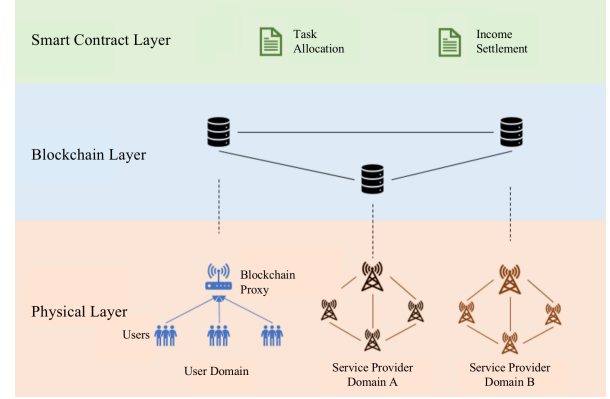 Smart Contract Layer
Task
Allocation
Income
Settlement
Blockchain Layer
Blockchain
Proxy
Physical Layer
Users
User Domain
Service Provider
Domain A
Service Provider
Domain B